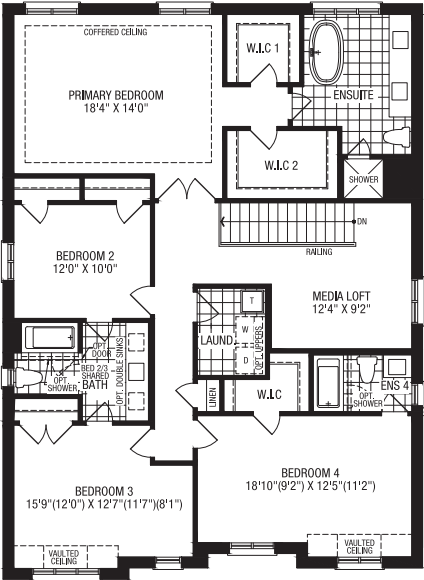 COFFERED CEILING
PRIMARY BEDROOM
18'4" X 14'0"
W.I.C 1
ENSUITE
W.I.C 2
SHOWER
DN
RAILING
BEDROOM 2
12'0" X 10'0"
MEDIA LOFT
12'4" X 9'2"
T
W
D
LAUND.
OPT. UPPERS
OPT.
DOOR
BED 2/3
SHARED
BATH
OPT. DOUBLE SINKS
OPT.
SHOWER
LINEN
W.I.C
ENS 4
OPT.
SHOWER
BEDROOM 4
18'10"(9'2") X 12'5"(11'2")
BEDROOM 3
15'9"(12'0") X 12'7"(11'7")(8'1")
VAULTED
CEILING
VAULTED
CEILING